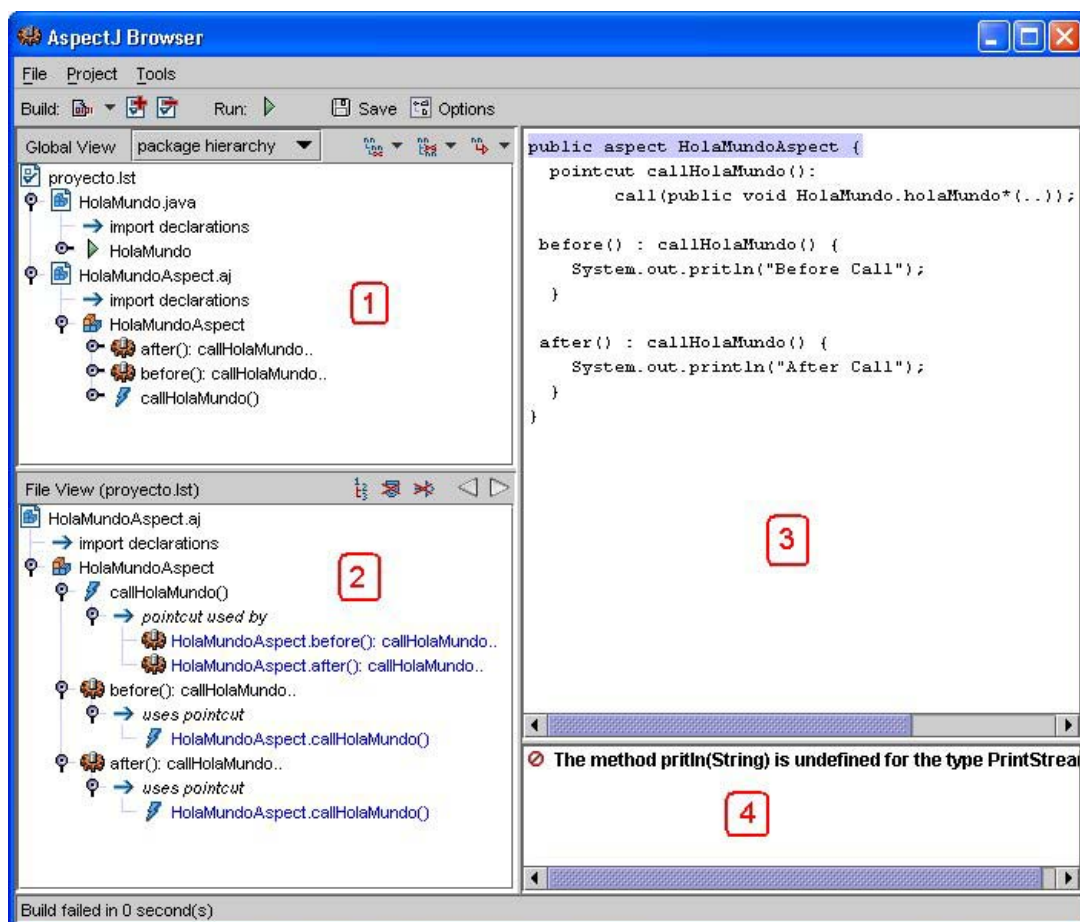 AspectJ Browser
File Project Tools
Build: Run: Save Options
Global View package hierarchy
proyecto.lst
HolaMundo.java
import declarations
HolaMundo
HolaMundoAspect.aj
import declarations
HolaMundoAspect
after(): callHolaMundo..
before(): callHolaMundo..
callHolaMundo()
1
File View (proyecto.lst)
HolaMundoAspect.aj
import declarations
HolaMundoAspect
callHolaMundo()
pointcut used by
HolaMundoAspect.before(): callHolaMundo..
HolaMundoAspect.after(): callHolaMundo..
before(): callHolaMundo..
uses pointcut
HolaMundoAspect.callHolaMundo()
after(): callHolaMundo..
uses pointcut
HolaMundoAspect.callHolaMundo()
2
public aspect HolaMundoAspect {
pointcut callHolaMundo():
call(public void HolaMundo.holaMundo*(..));
before() : callHolaMundo() {
System.out.pritln("Before Call");
}
after() : callHolaMundo() {
System.out.println("After Call");
}
}
3
The method pritln(String) is undefined for the type PrintStrea
4
Build failed in 0 second(s)